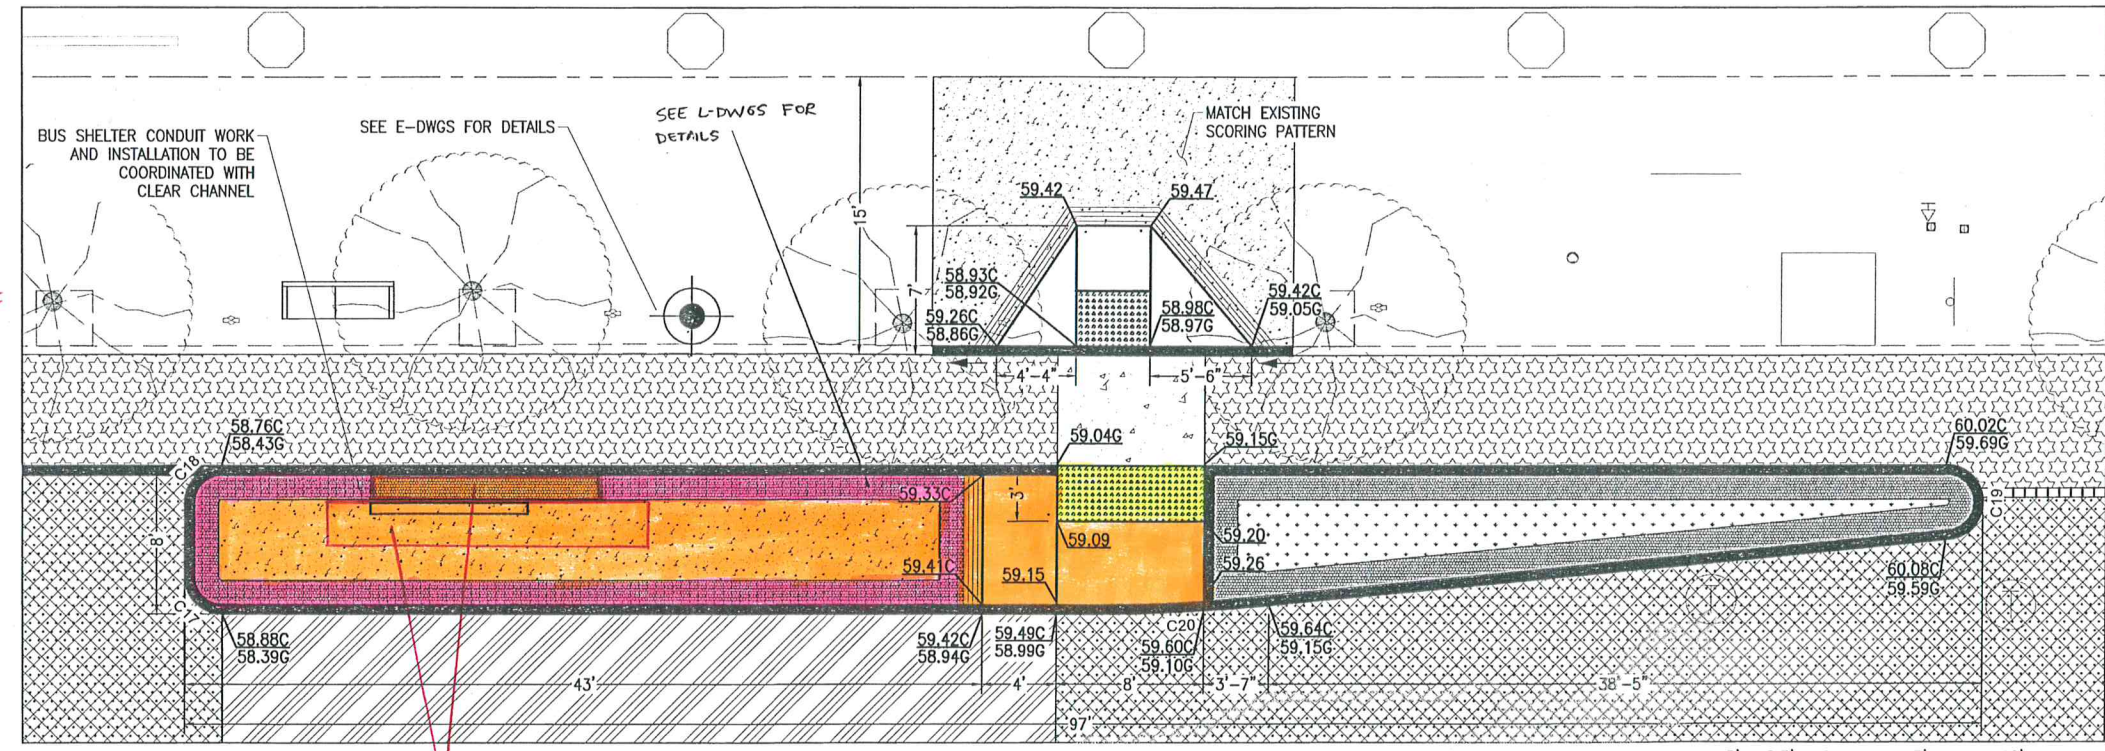 BUS SHELTER CONDUIT WORK
AND INSTALLATION TO BE
COORDINATED WITH
CLEAR CHANNEL
SEE E-DWGS FOR DETAILS
SEE L-DWGS FOR
DETAILS
MATCH EXISTING
SCORING PATTERN
15'
7'
59.42
59.47
58.93C
58.92G
59.26C
58.86G
58.98C
58.97G
59.42C
59.05G
4'-4"
5'-6"
58.76C
58.43G
59.04G
59.15G
60.02C
59.69G
C18
C19
8'
59.33C
3'
59.09
59.20
59.26
59.41C
59.15
60.08C
59.59G
58.88C
58.39G
59.42C
58.94G
59.49C
58.99G
C20
59.60C
59.10G
59.64C
59.15G
43'
4'
8'
3'-7"
38'-5"
97'